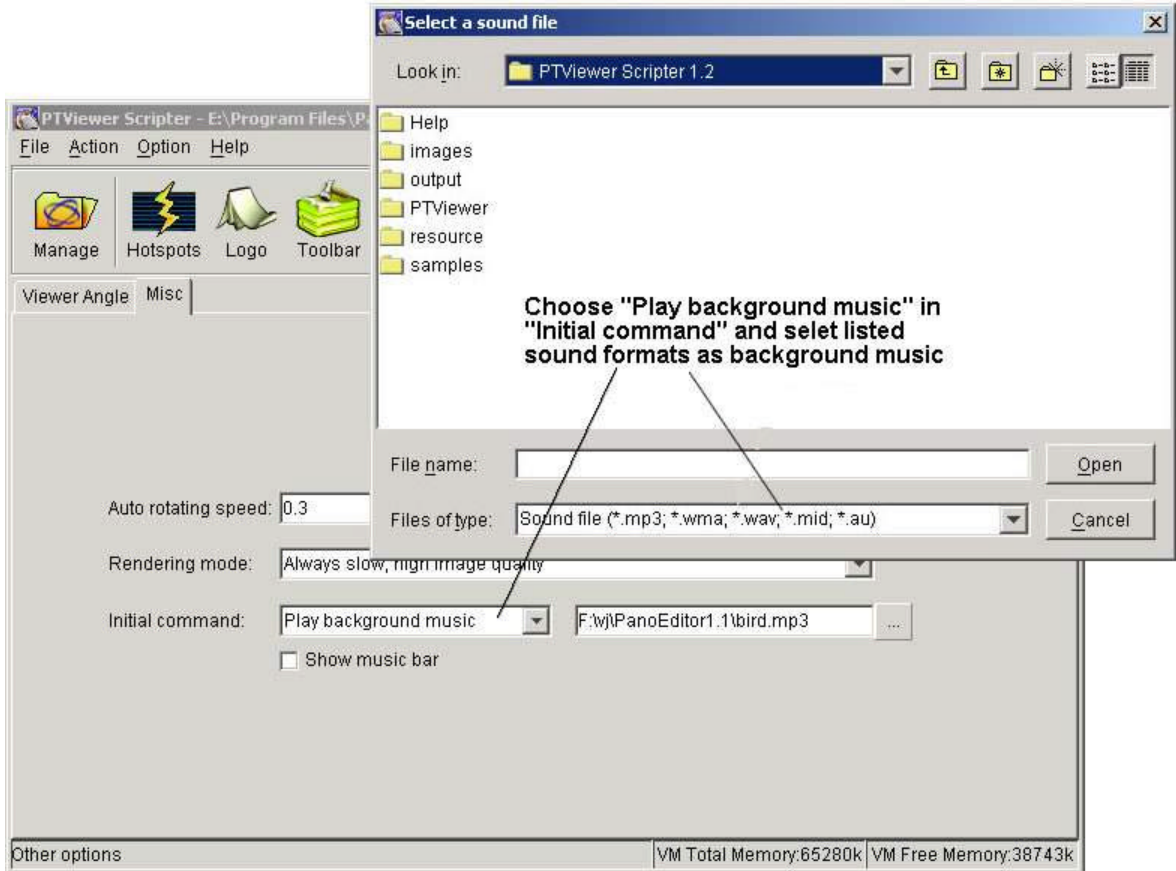 Select a sound file
Look in: PTViewer Scripter 1.2
Help
images
output
PTViewer
resource
samples
Choose "Play background music" in
"Initial command" and selet listed
sound formats as background music
File name: Open
Files of type: Sound file (*.mp3; *.wma; *.wav; *.mid; *.au) Cancel
PTViewer Scripter - E:\Program Files\Pa
File Action Option Help
Manage Hotspots Logo Toolbar
Viewer Angle Misc
Auto rotating speed: 0.3
Rendering mode: Always slow, high image quality
Initial command: Play background music F:\wj\PanoEditor1.1\bird.mp3 ...
Show music bar
Other options VM Total Memory:65280k VM Free Memory:38743k